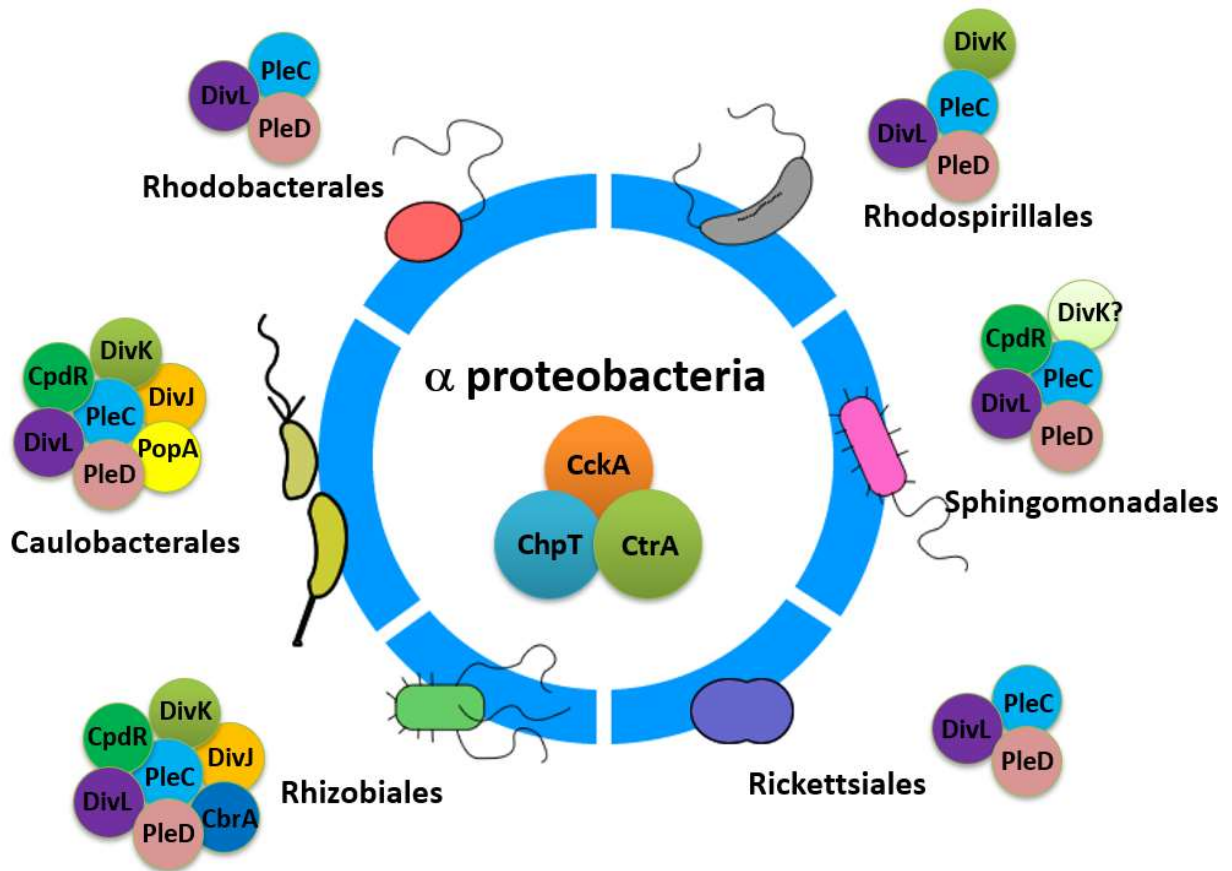 PleC
DivL
PleD
Rhodobacterales
DivK
PleC
DivL
PleD
Rhodospirillales
DivK
CpdR
DivJ
PleC
DivL
PopA
PleD
Caulobacterales
α proteobacteria
CckA
ChpT
CtrA
DivK?
CpdR
PleC
DivL
PleD
Sphingomonadales
DivK
CpdR
DivJ
PleC
DivL
CbrA
PleD
Rhizobiales
PleC
DivL
PleD
Rickettsiales